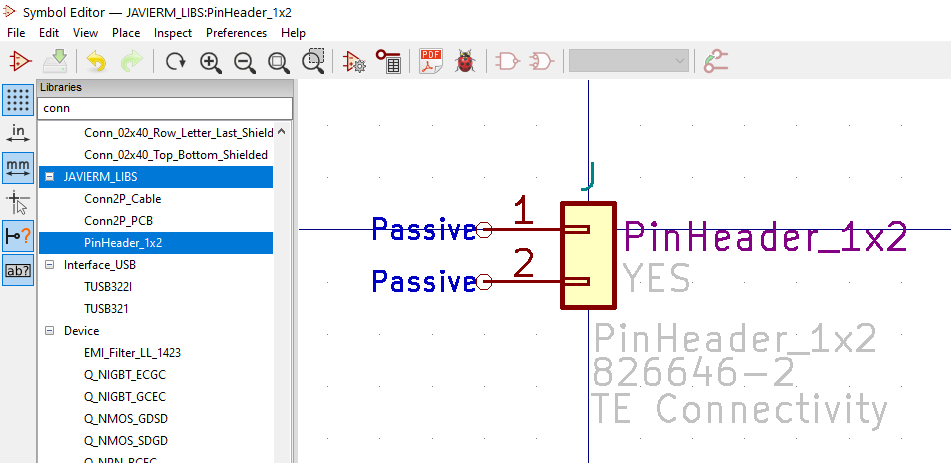 Symbol Editor — JAVIERM_LIBS:PinHeader_1x2
File Edit View Place Inspect Preferences Help
PDF
Libraries
conn
in
mm
ab?
Conn_02x40_Row_Letter_Last_Shield
Conn_02x40_Top_Bottom_Shielded
JAVIERM_LIBS
Conn2P_Cable
Conn2P_PCB
PinHeader_1x2
Interface_USB
TUSB322I
TUSB321
Device
EMI_Filter_LL_1423
Q_NIGBT_ECGC
Q_NIGBT_GCEC
Q_NMOS_GDSD
Q_NMOS_SDGD
J
1
Passive
PinHeader_1x2
2
Passive
YES
PinHeader_1x2
826646-2
TE Connectivity